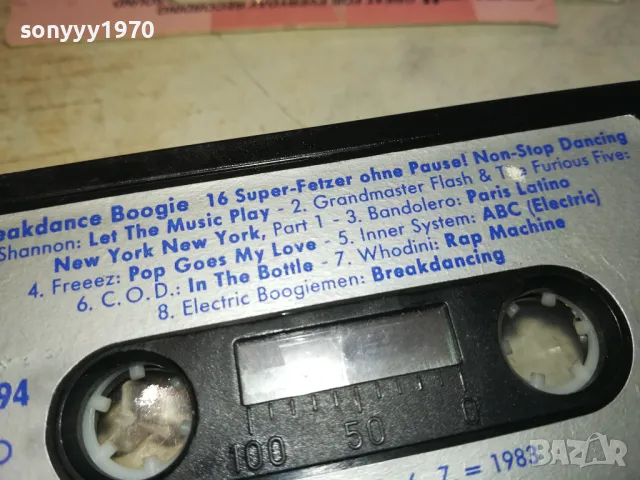 sonyyy1970
eakdance Boogie 16 Super-Fetzer ohne Pause! Non-Stop Dancing
Shannon: Let The Music Play - 2. Grandmaster Flash & The Furious Five:
New York New York, Part 1 - 3. Bandolero: Paris Latino
4. Freeez: Pop Goes My Love - 5. Inner System: ABC (Electric)
6. C.O.D.: In The Bottle - 7. Whodini: Rap Machine
8. Electric Boogiemen: Breakdancing
94
O
100 50 0
7 = 1983
BAZAR
bg